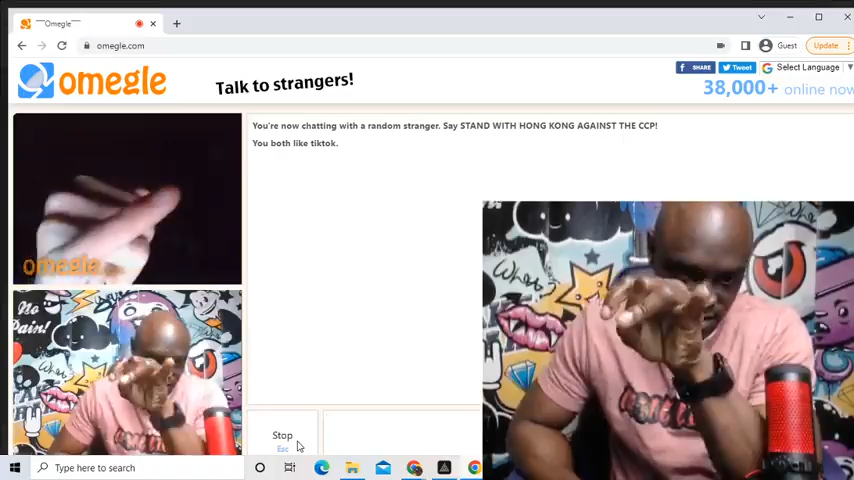 Omegle
omegle.com
Guest
Update
omegle
Talk to strangers!
SHARE
Tweet
Select Language
38,000+ online now
You're now chatting with a random stranger. Say STAND WITH HONG KONG AGAINST THE CCP!
You both like tiktok.
omegle
No
Pain!
What
Stop
Esc
Type here to search